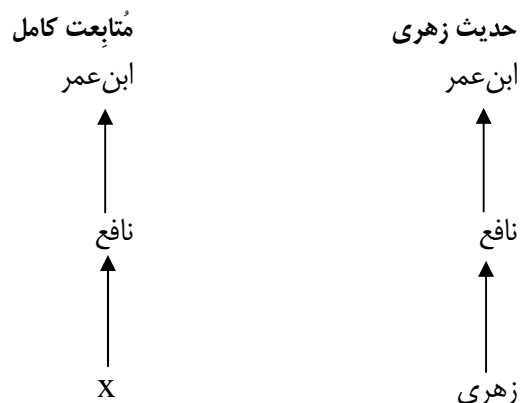 حدیث زهری
ابن‌عمر
نافع
زهری
مُتابِعت کامل
ابن‌عمر
نافع
X